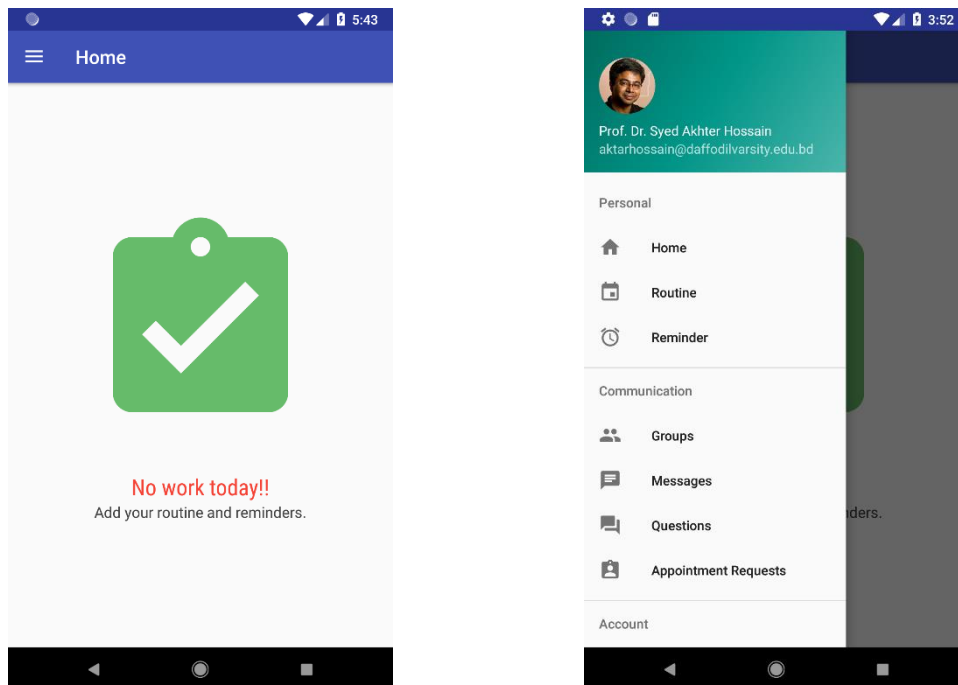 5:43
Home
No work today!!
Add your routine and reminders.
3:52
Prof. Dr. Syed Akhter Hossain
aktarhossain@daffodilvarsity.edu.bd
Personal
Home
Routine
Reminder
Communication
Groups
Messages
Questions
Appointment Requests
nders.
Account